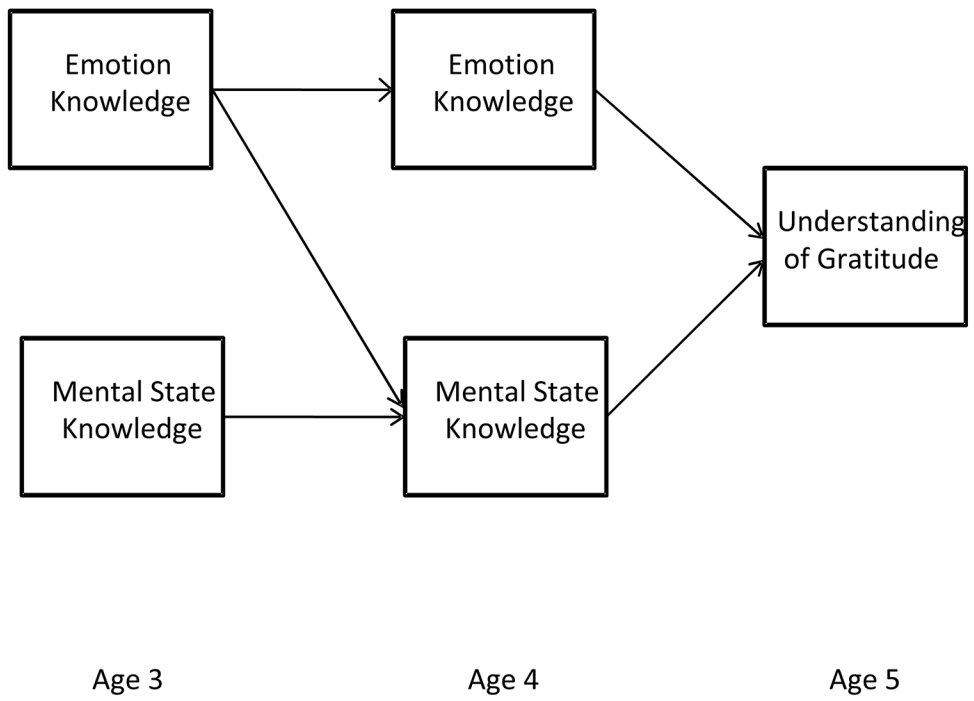 Emotion
Knowledge
Emotion
Knowledge
Understanding
of Gratitude
Mental State
Knowledge
Mental State
Knowledge
Age 3
Age 4
Age 5